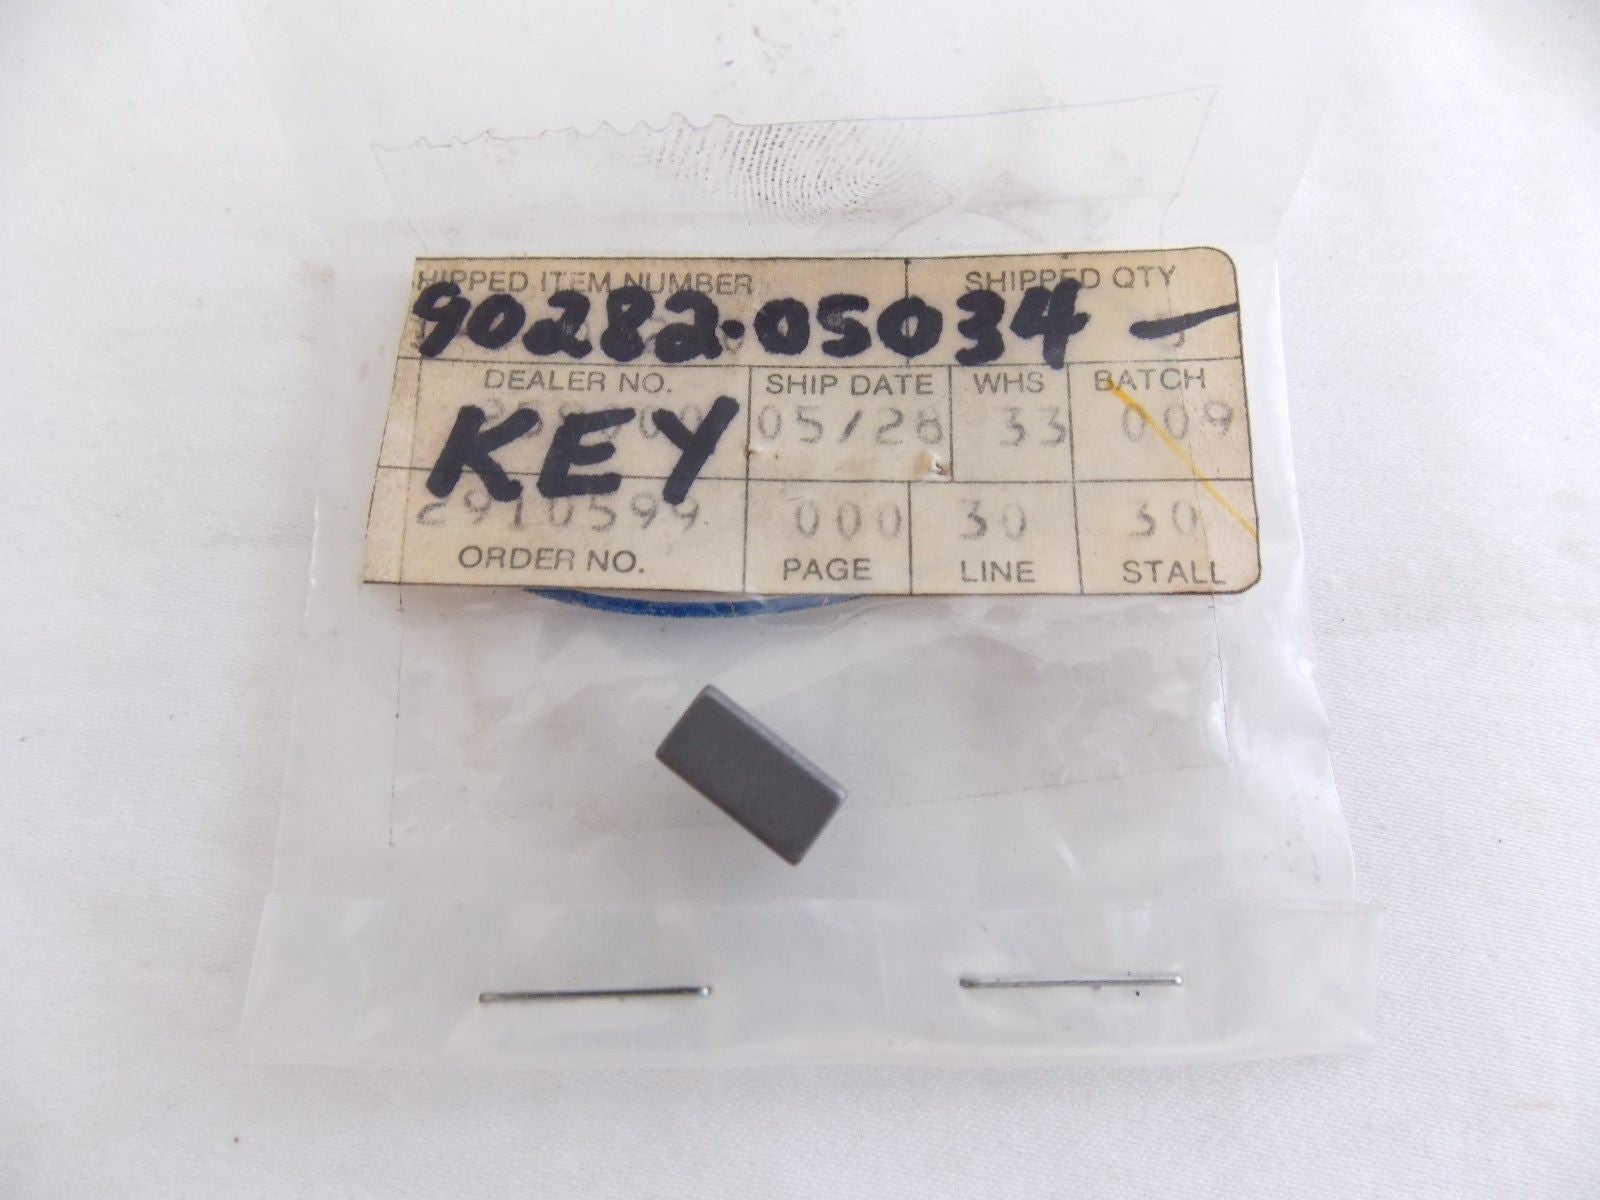 SHIPPED ITEM NUMBER SHIPPED QTY
90282-05034 -
DEALER NO. SHIP DATE WHS BATCH
KEY 05/28 33 009
2910599 000 30 30
ORDER NO. PAGE LINE STALL